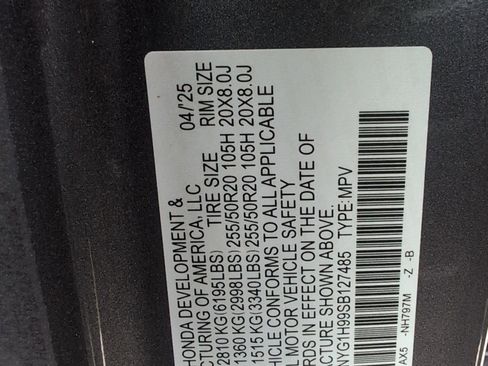 HONDA DEVELOPMENT & 04/'25
CTURING OF AMERICA, LLC
TIRE SIZE RIM SIZE
2810 KG(6195LBS)
1360 KG(2998LBS) 255/50R20 105H 20X8.0J
1515 KG(3340LBS) 255/50R20 105H 20X8.0J
VEHICLE CONFORMS TO ALL APPLICABLE
L MOTOR VEHICLE SAFETY
RDS IN EFFECT ON THE DATE OF
FACTURE SHOWN ABOVE.
NYG1H99SB127485 TYPE:MPV
AX5 -NH797M -Z -B